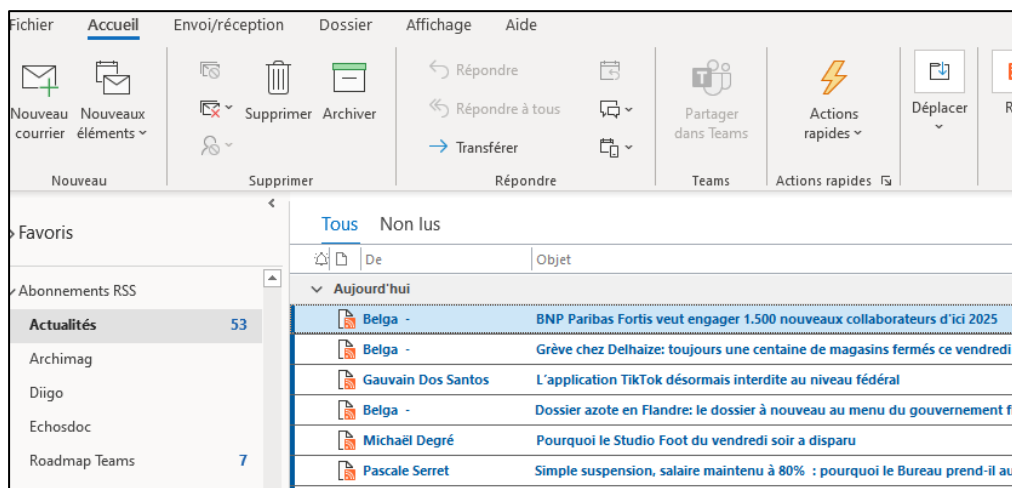 Fichier Accueil Envoi/réception Dossier Affichage Aide
Nouveau courrier
Nouveaux éléments
Supprimer
Archiver
Répondre
Répondre à tous
Transférer
Partager dans Teams
Actions rapides
Déplacer
R
Nouveau Supprimer Répondre Teams Actions rapides
Favoris
Abonnements RSS
Actualités 53
Archimag
Diigo
Echosdoc
Roadmap Teams 7
Tous Non lus
De Objet
Aujourd'hui
Belga - BNP Paribas Fortis veut engager 1.500 nouveaux collaborateurs d'ici 2025
Belga - Grève chez Delhaize: toujours une centaine de magasins fermés ce vendredi
Gauvain Dos Santos L'application TikTok désormais interdite au niveau fédéral
Belga - Dossier azote en Flandre: le dossier à nouveau au menu du gouvernement f
Michaël Degré Pourquoi le Studio Foot du vendredi soir a disparu
Pascale Serret Simple suspension, salaire maintenu à 80% : pourquoi le Bureau prend-il au